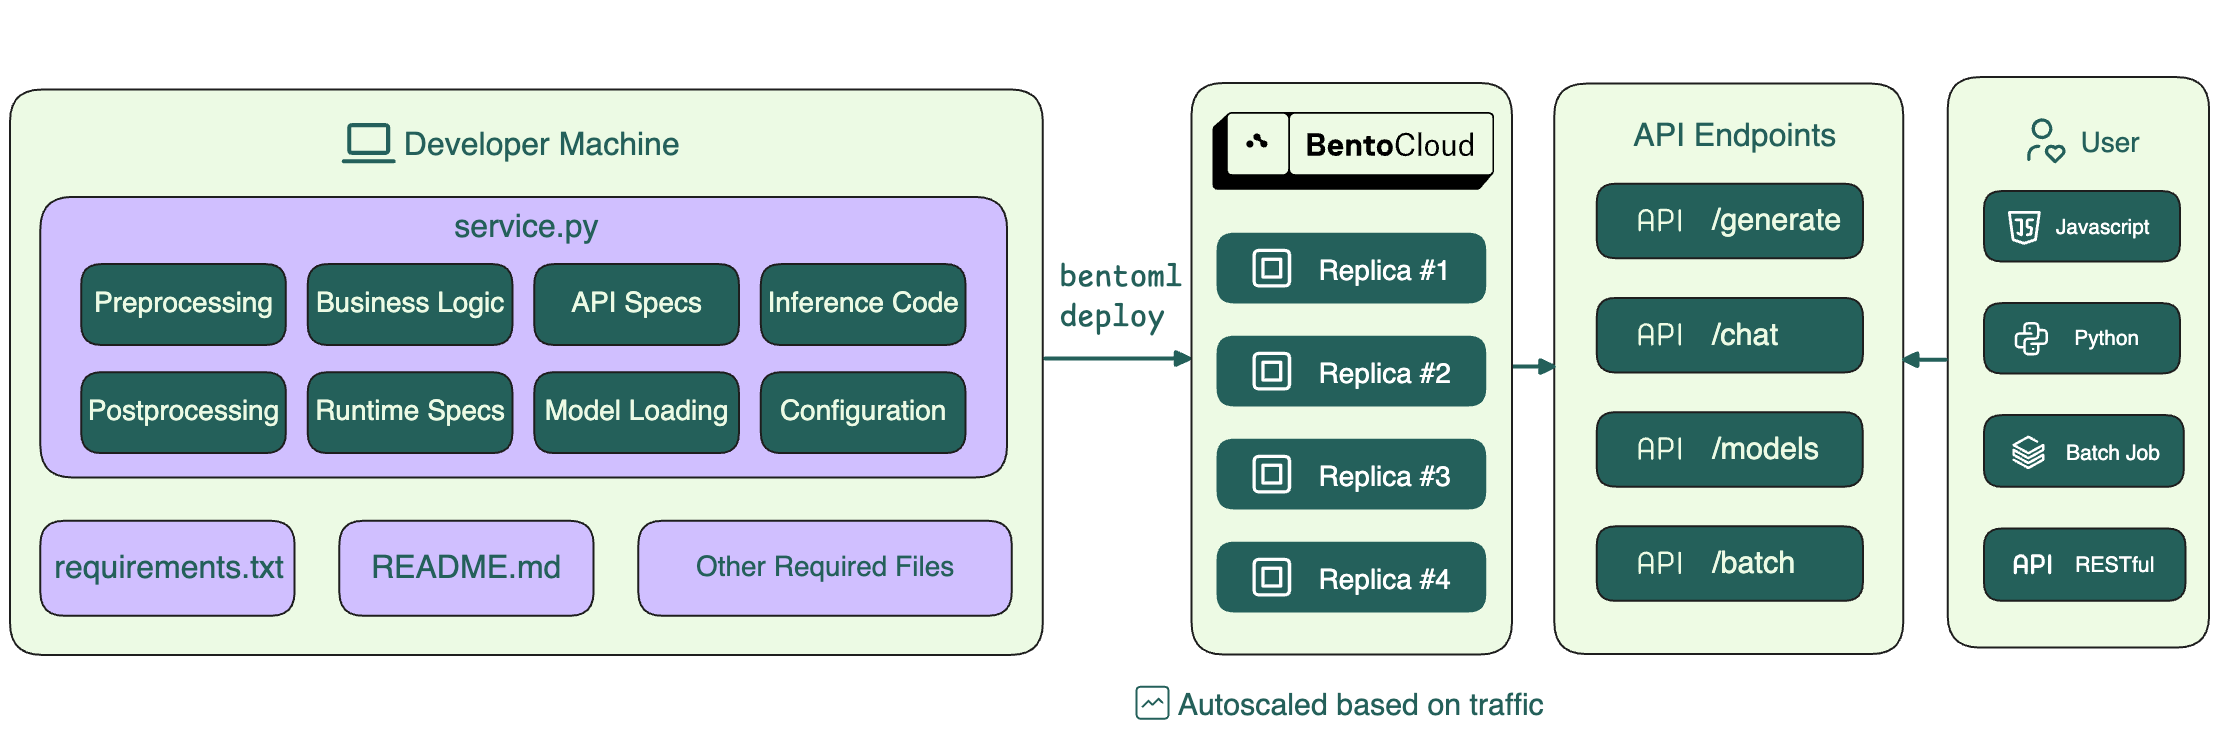 Developer Machine
service.py
Preprocessing
Business Logic
API Specs
Inference Code
Postprocessing
Runtime Specs
Model Loading
Configuration
requirements.txt
README.md
Other Required Files
bentoml
deploy
BentoCloud
Replica #1
Replica #2
Replica #3
Replica #4
API Endpoints
API /generate
API /chat
API /models
API /batch
User
JS Javascript
Python
Batch Job
API RESTful
Autoscaled based on traffic